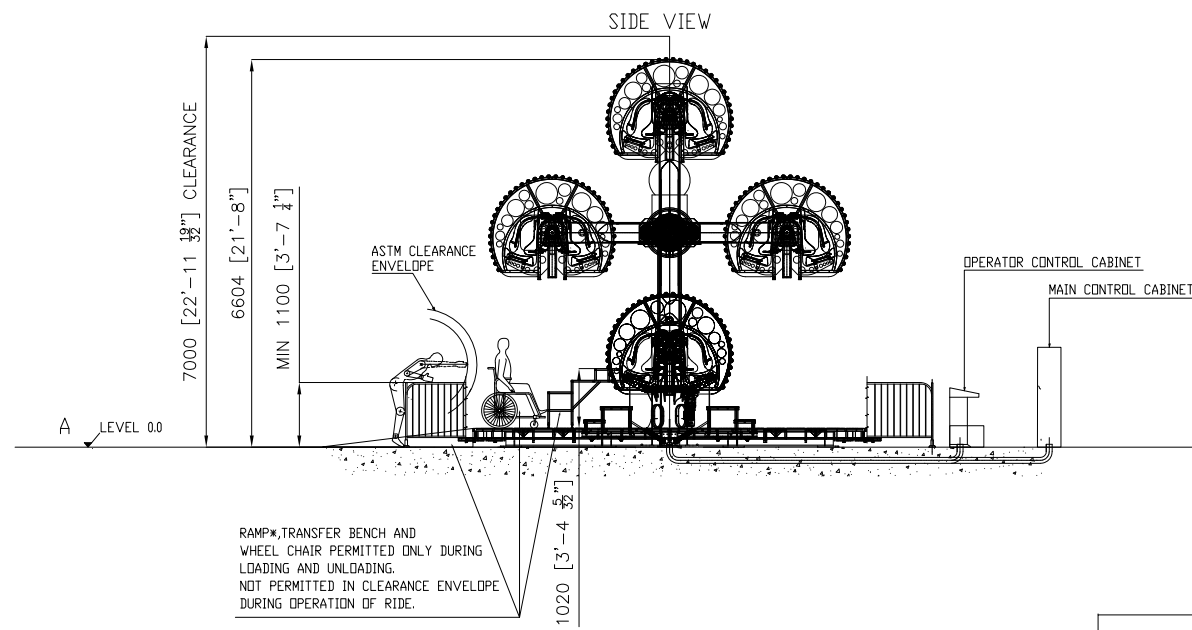 SIDE VIEW
7000 [22'-11 19/32"] CLEARANCE
6604 [21'-8"]
MIN 1100 [3'-7 1/4"]
ASTM CLEARANCE
ENVELOPE
OPERATOR CONTROL CABINET
MAIN CONTROL CABINET
A
LEVEL 0.0
RAMP*,TRANSFER BENCH AND
WHEEL CHAIR PERMITTED ONLY DURING
LOADING AND UNLOADING.
NOT PERMITTED IN CLEARANCE ENVELOPE
DURING OPERATION OF RIDE.
1020 [3'-4 5/32"]